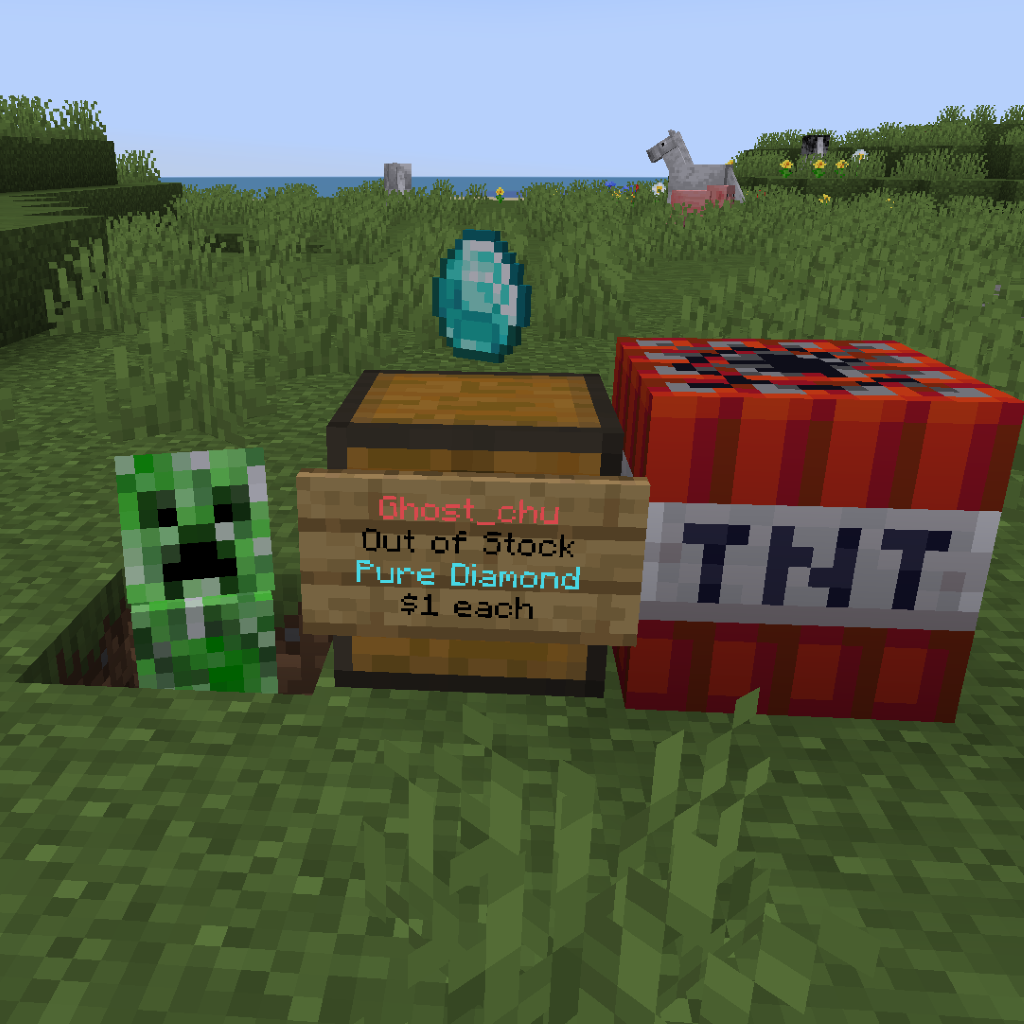 Ghost_chu
Out of Stock
Pure Diamond
$1 each
TNT